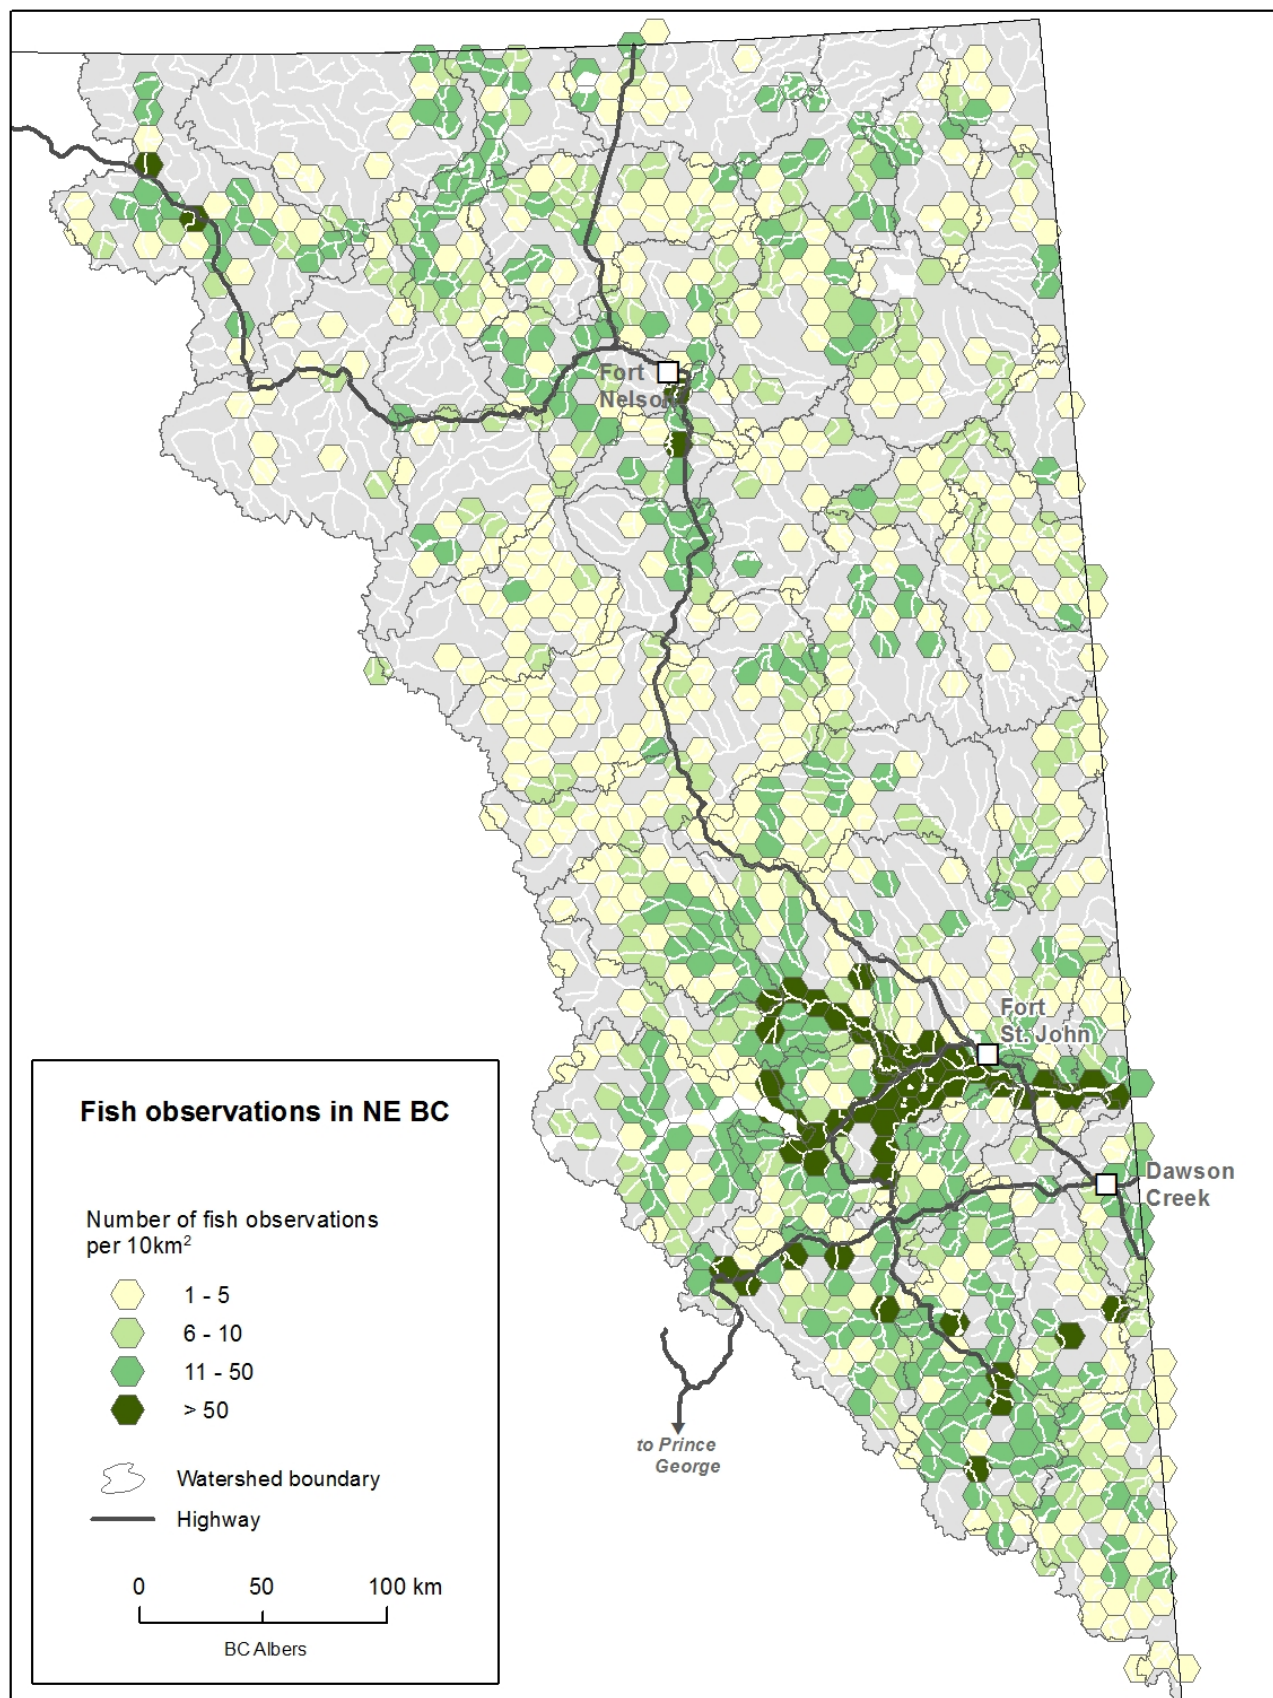 Fort
Nelson
Fort
St. John
Dawson
Creek
to Prince
George
Fish observations in NE BC
Number of fish observations
per 10km²
1 - 5
6 - 10
11 - 50
> 50
Watershed boundary
Highway
0 50 100 km
BC Albers